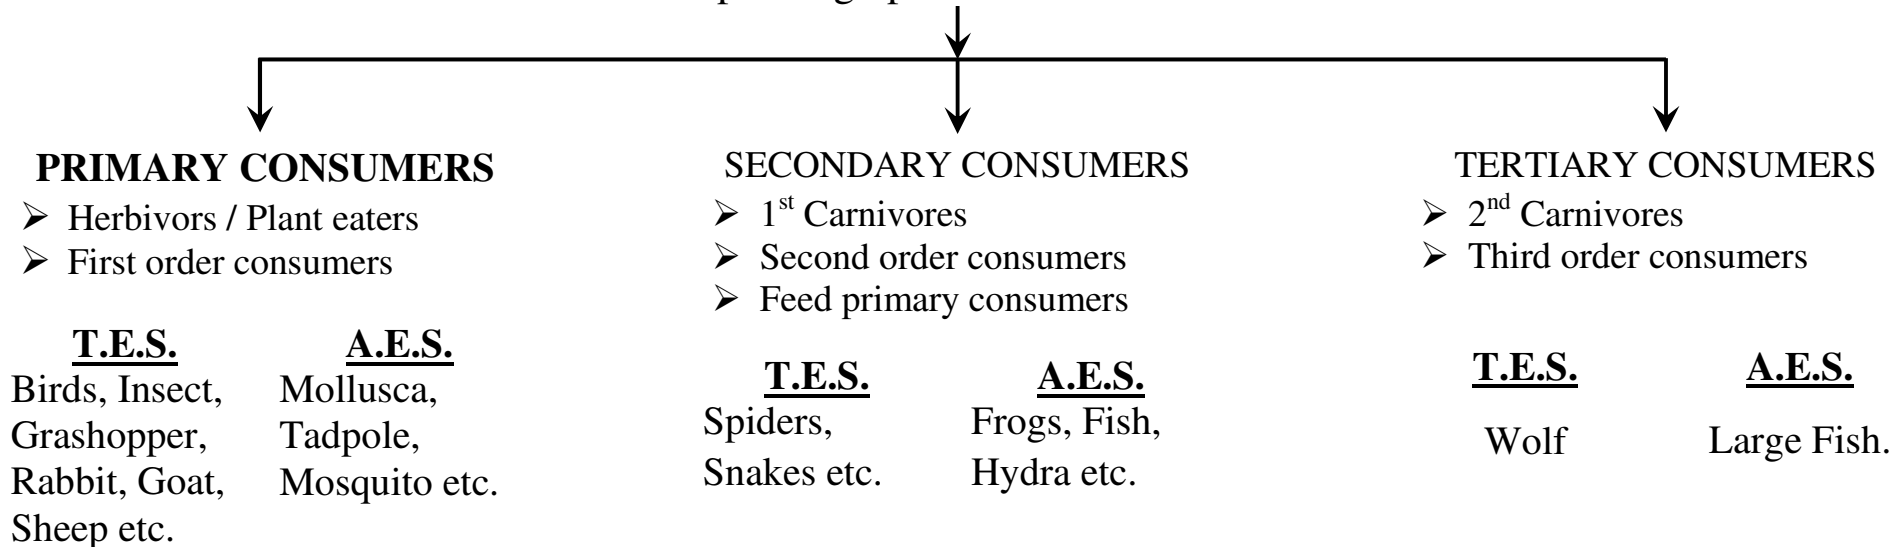 PRIMARY CONSUMERS
➢ Herbivors / Plant eaters
➢ First order consumers
T.E.S.
Birds, Insect,
Grashopper,
Rabbit, Goat,
Sheep etc.
A.E.S.
Mollusca,
Tadpole,
Mosquito etc.
SECONDARY CONSUMERS
➢ 1st Carnivores
➢ Second order consumers
➢ Feed primary consumers
T.E.S.
Spiders,
Snakes etc.
A.E.S.
Frogs, Fish,
Hydra etc.
TERTIARY CONSUMERS
➢ 2nd Carnivores
➢ Third order consumers
T.E.S.
Wolf
A.E.S.
Large Fish.